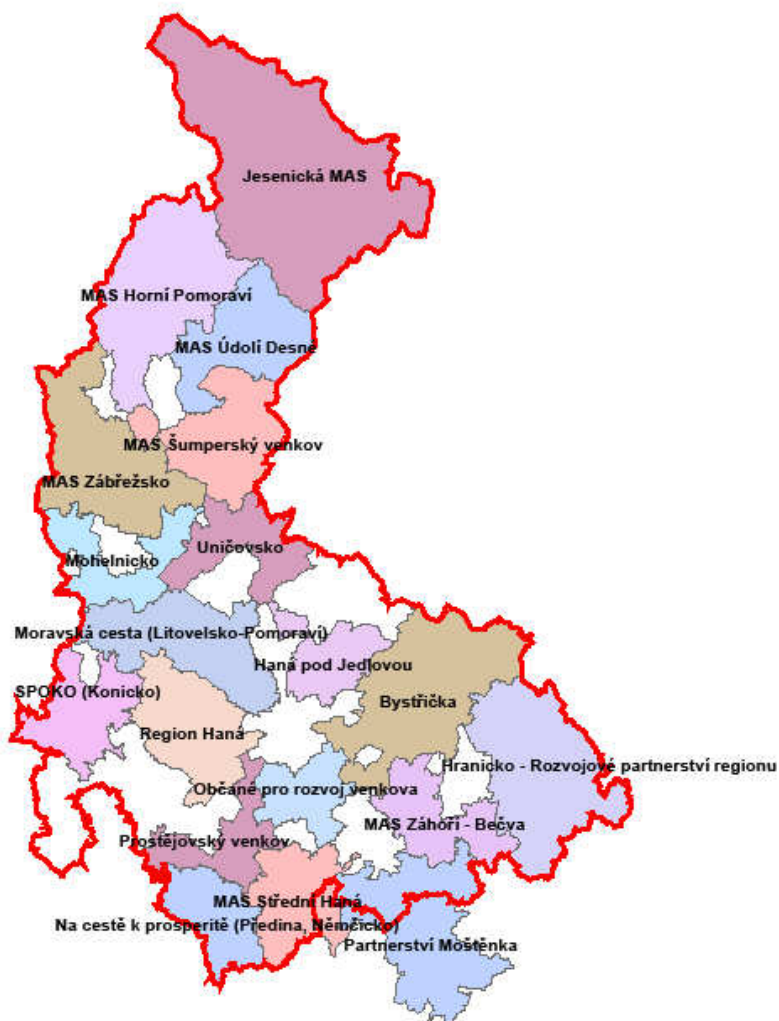 Jesenická MAS
MAS Horní Pomoraví
MAS Údolí Desné
MAS Šumperský venkov
MAS Zábřežsko
Uničovsko
Mohelnicko
Moravská cesta (Litovelsko-Pomoraví)
Haná pod Jedlovou
SPOKO (Konicko)
Bystřička
Region Haná
Hranicko - Rozvojové partnerství regionu
Občané pro rozvoj venkova
MAS Záhoří - Bečva
Prostějovský venkov
MAS Střední Haná
Na cestě k prosperitě (Předina, Němčicko)
Partnerství Moštěnka